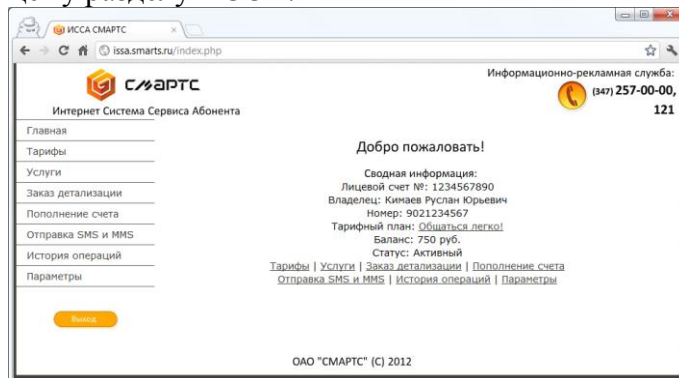 ИССА СМАРТС
issa.smarts.ru/index.php
смартс
Интернет Система Сервиса Абонента
Информационно-рекламная служба:
(347) 257-00-00,
121
Главная
Тарифы
Услуги
Заказ детализации
Пополнение счета
Отправка SMS и MMS
История операций
Параметры
Выход
Добро пожаловать!
Сводная информация:
Лицевой счет №: 1234567890
Владелец: Кимаев Руслан Юрьевич
Номер: 9021234567
Тарифный план: Общаться легко!
Баланс: 750 руб.
Статус: Активный
Тарифы | Услуги | Заказ детализации | Пополнение счета
Отправка SMS и MMS | История операций | Параметры
ОАО "СМАРТС" (С) 2012